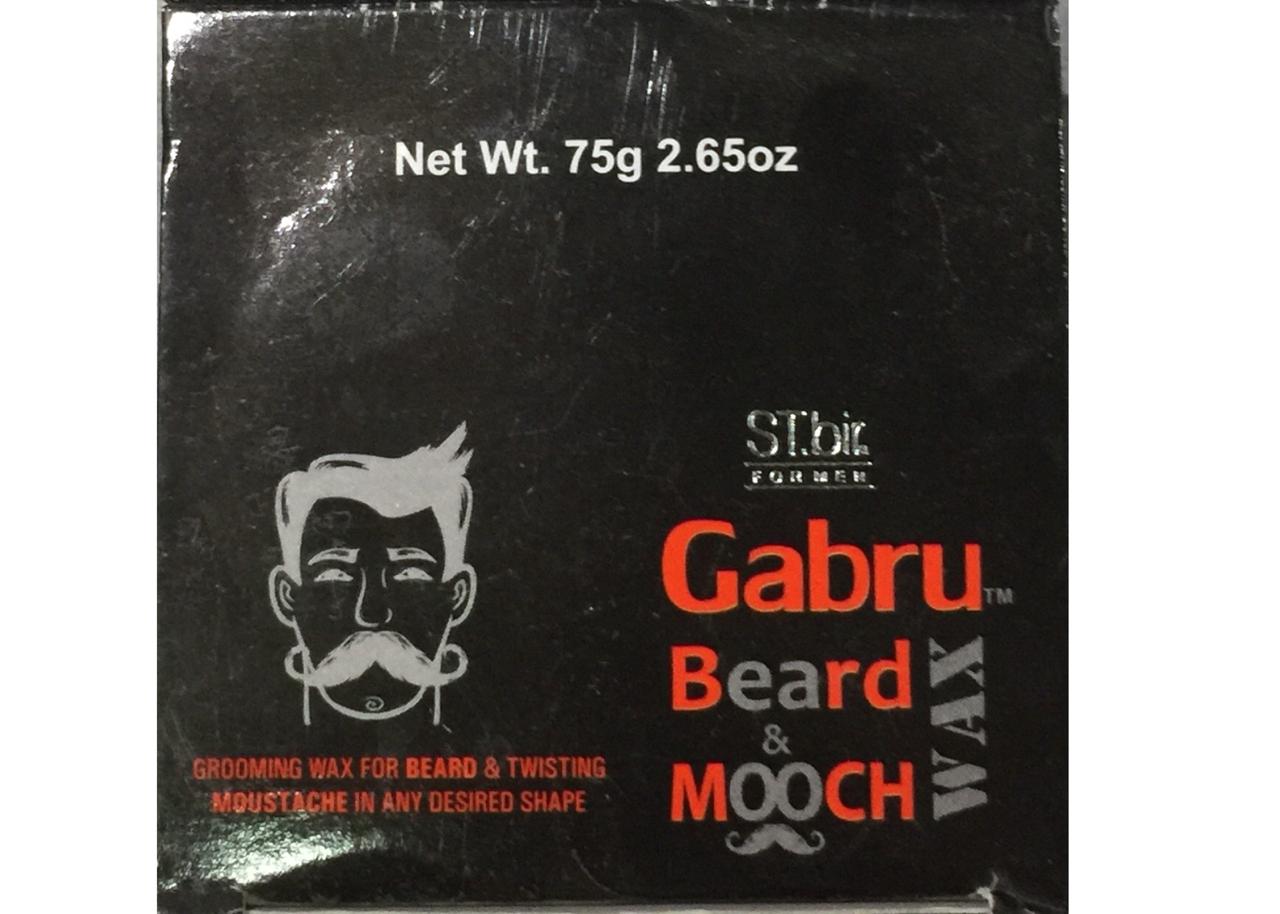 Net Wt. 75g 2.65oz
ST.bir.
FOR MEN
Gabru™
Beard
&
MOOCH
WAX
GROOMING WAX FOR BEARD & TWISTING
MOUSTACHE IN ANY DESIRED SHAPE